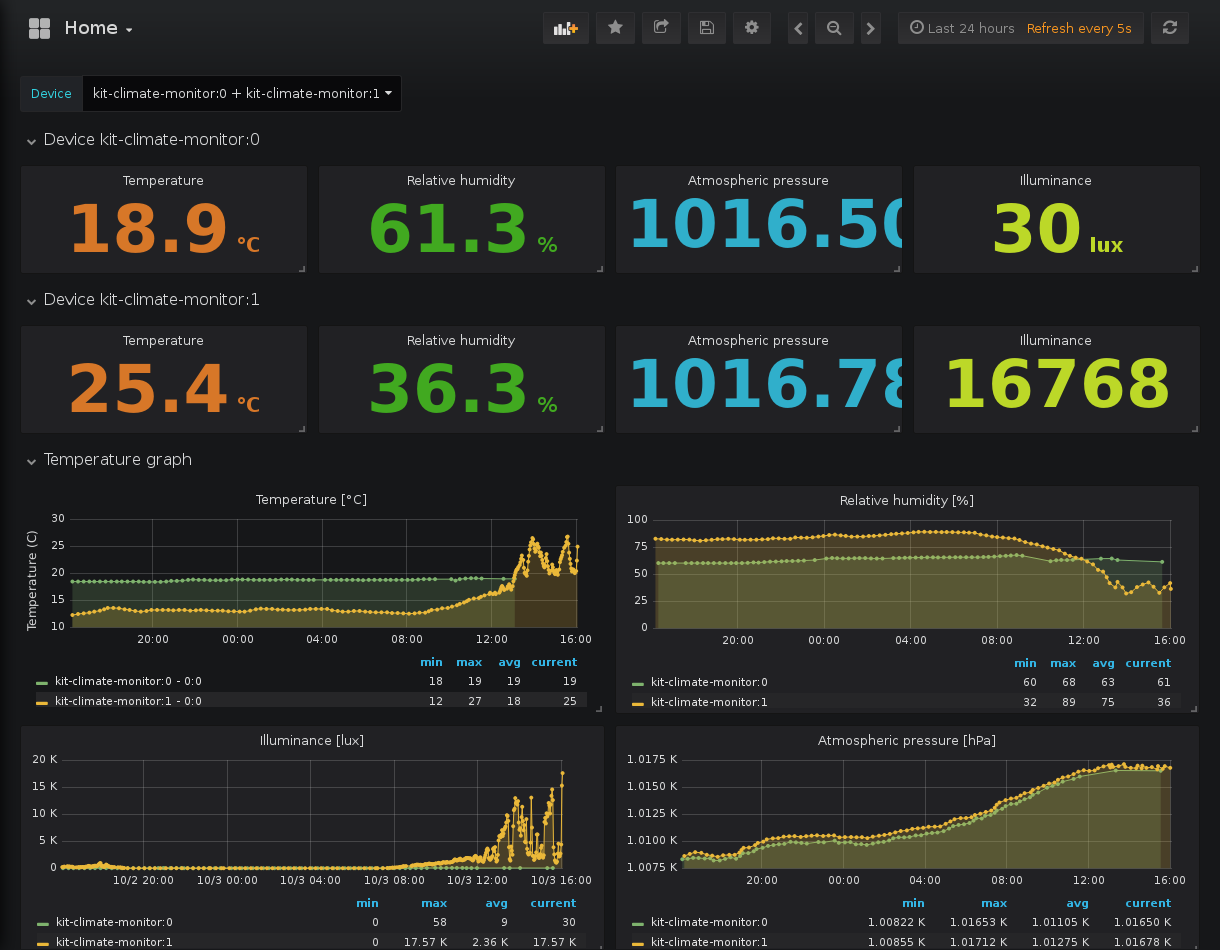 Home
Last 24 hours Refresh every 5s
Device kit-climate-monitor:0 + kit-climate-monitor:1
Device kit-climate-monitor:0
Temperature Relative humidity Atmospheric pressure Illuminance
18.9 °C 61.3 % 1016.50 30 lux
Device kit-climate-monitor:1
Temperature Relative humidity Atmospheric pressure Illuminance
25.4 °C 36.3 % 1016.78 16768
Temperature graph
Temperature [°C]
Temperature (C)
30
25
20
15
10
20:00 00:00 04:00 08:00 12:00 16:00
min max avg current
kit-climate-monitor:0 - 0:0 18 19 19 19
kit-climate-monitor:1 - 0:0 12 27 18 25
Relative humidity [%]
100
75
50
25
0
20:00 00:00 04:00 08:00 12:00 16:00
min max avg current
kit-climate-monitor:0 60 68 63 61
kit-climate-monitor:1 32 89 75 36
Illuminance [lux]
20 K
15 K
10 K
5 K
0
10/2 20:00 10/3 00:00 10/3 04:00 10/3 08:00 10/3 12:00 10/3 16:00
min max avg current
kit-climate-monitor:0 0 58 9 30
kit-climate-monitor:1 0 17.57 K 2.36 K 17.57 K
Atmospheric pressure [hPa]
1.0175 K
1.0150 K
1.0125 K
1.0100 K
1.0075 K
20:00 00:00 04:00 08:00 12:00 16:00
min max avg current
kit-climate-monitor:0 1.00822 K 1.01653 K 1.01105 K 1.01650 K
kit-climate-monitor:1 1.00855 K 1.01712 K 1.01275 K 1.01678 K